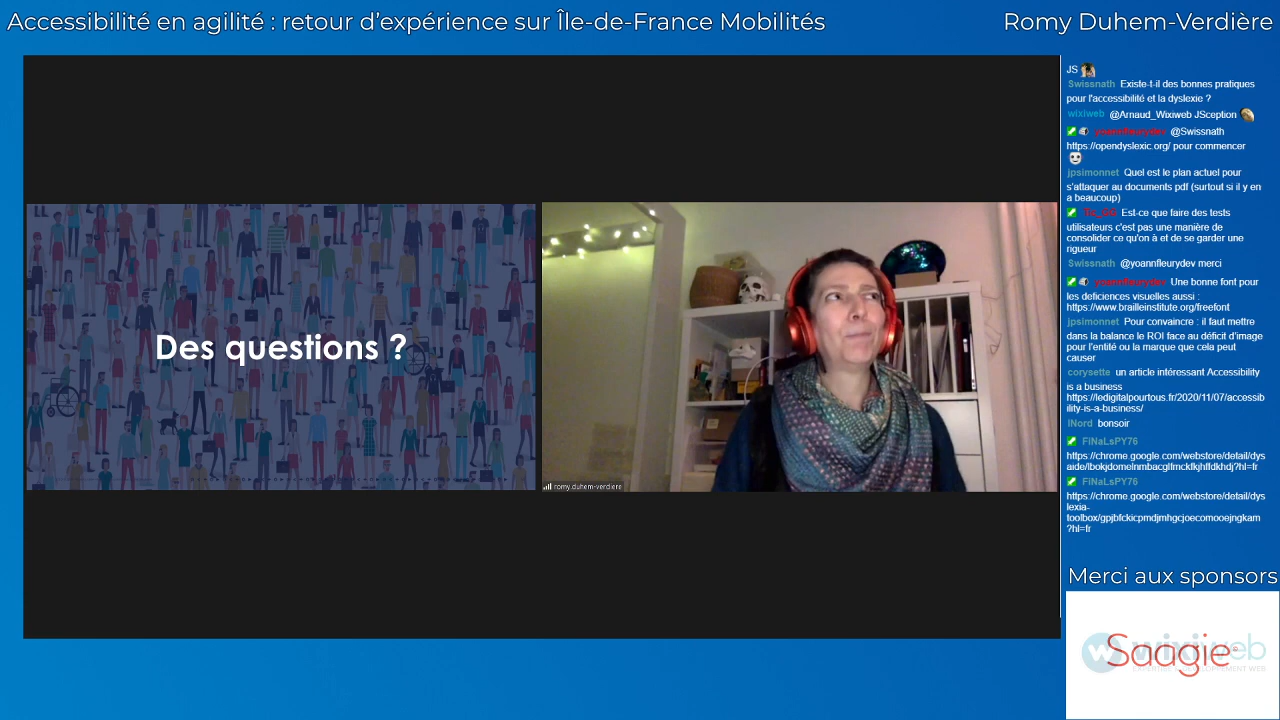 Accessibilité en agilité : retour d’expérience sur Île-de-France Mobilités
Romy Duhem-Verdière
Des questions ?
romy.duhem-verdiere
JS
Swissnath Existe-t-il des bonnes pratiques
pour l'accessibilité et la dyslexie ?
wixiweb @Arnaud_Wixiweb JSception
yoannfleurydev @Swissnath
https://opendyslexic.org/ pour commencer
jpsimonnet Quel est le plan actuel pour
s'attaquer au documents pdf (surtout si il y en
a beaucoup)
Est-ce que faire des tests
utilisateurs c'est pas une manière de
consolider ce qu'on à et de se garder une
rigueur
Swissnath @yoannfleurydev merci
yoannfleurydev Une bonne font pour
les deficiences visuelles aussi :
https://www.brailleinstitute.org/freefont
jpsimonnet Pour convaincre : il faut mettre
dans la balance le ROI face au déficit d'image
pour l'entité ou la marque que cela peut
causer
corysette un article intéressant Accessibility
is a business
https://ledigitalpourtous.fr/2020/11/07/accessib
ility-is-a-business/
lNord bonsoir
FiNaLsPY76
https://chrome.google.com/webstore/detail/dys
FiNaLsPY76
https://chrome.google.com/webstore/detail/dys
lexia-
toolbox/gpjbfckicpmdjmhgcjoecomooejngkam
?hl=fr
Merci aux sponsors
Saagie
wixiweb